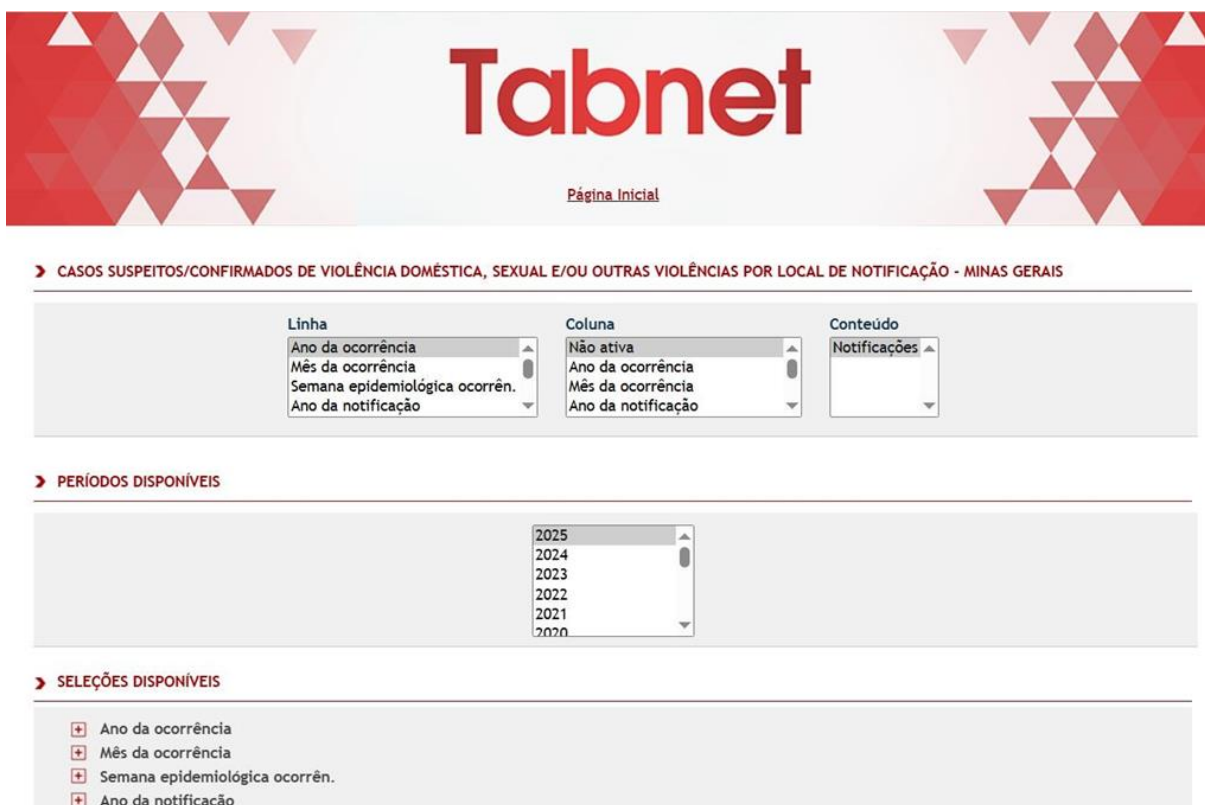 Tabnet
Página Inicial
CASOS SUSPEITOS/CONFIRMADOS DE VIOLÊNCIA DOMÉSTICA, SEXUAL E/OU OUTRAS VIOLÊNCIAS POR LOCAL DE NOTIFICAÇÃO - MINAS GERAIS
Linha
Ano da ocorrência
Mês da ocorrência
Semana epidemiológica ocorrên.
Ano da notificação
Coluna
Não ativa
Ano da ocorrência
Mês da ocorrência
Ano da notificação
Conteúdo
Notificações
PERÍODOS DISPONÍVEIS
2025
2024
2023
2022
2021
2020
SELEÇÕES DISPONÍVEIS
Ano da ocorrência
Mês da ocorrência
Semana epidemiológica ocorrên.
Ano da notificação